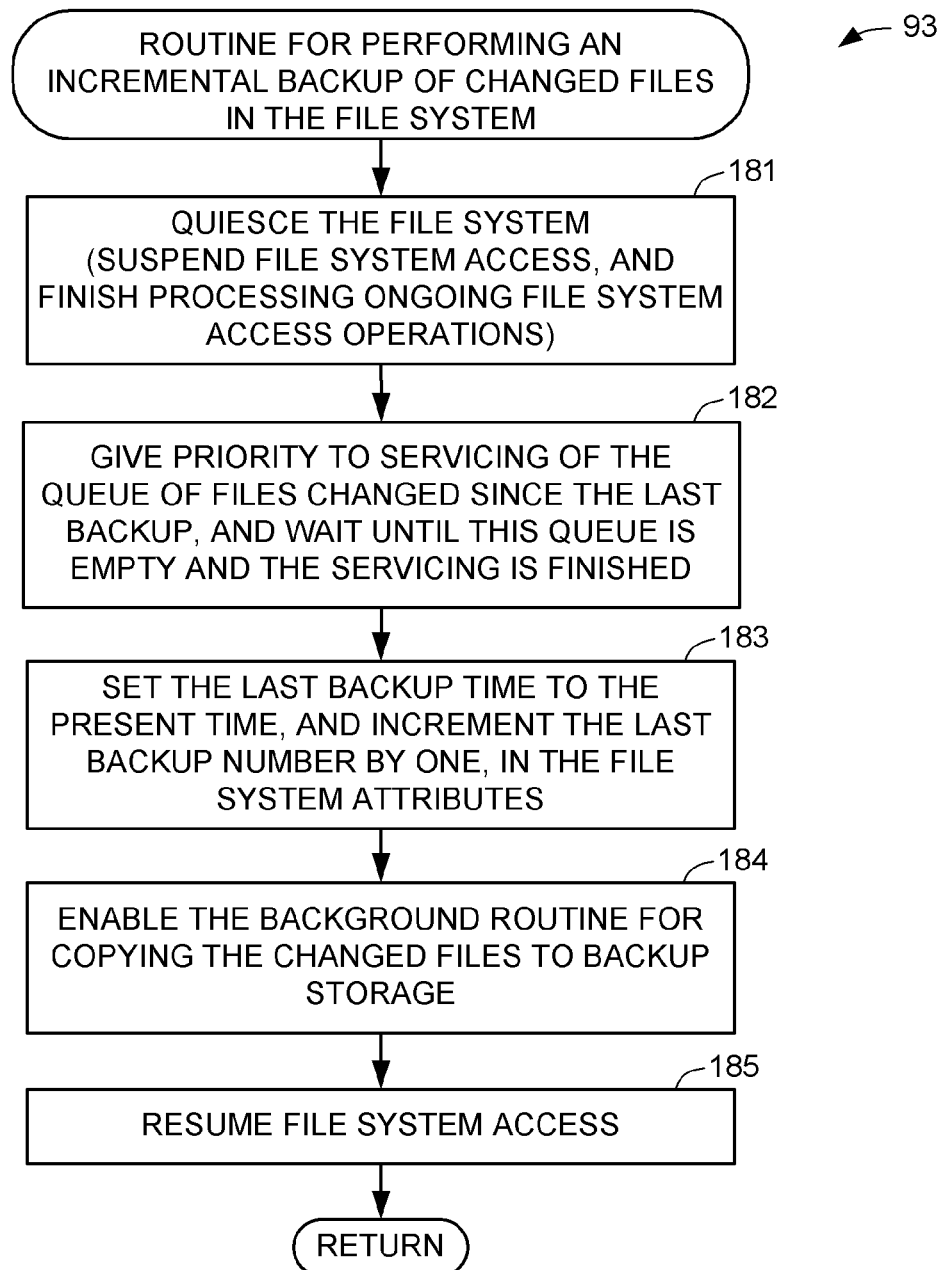 ROUTINE FOR PERFORMING AN
INCREMENTAL BACKUP OF CHANGED FILES
IN THE FILE SYSTEM
93
181
QUIESCE THE FILE SYSTEM
(SUSPEND FILE SYSTEM ACCESS, AND
FINISH PROCESSING ONGOING FILE SYSTEM
ACCESS OPERATIONS)
182
GIVE PRIORITY TO SERVICING OF THE
QUEUE OF FILES CHANGED SINCE THE LAST
BACKUP, AND WAIT UNTIL THIS QUEUE IS
EMPTY AND THE SERVICING IS FINISHED
183
SET THE LAST BACKUP TIME TO THE
PRESENT TIME, AND INCREMENT THE LAST
BACKUP NUMBER BY ONE, IN THE FILE
SYSTEM ATTRIBUTES
184
ENABLE THE BACKGROUND ROUTINE FOR
COPYING THE CHANGED FILES TO BACKUP
STORAGE
185
RESUME FILE SYSTEM ACCESS
RETURN